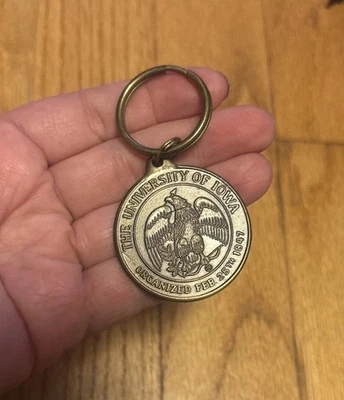 THE UNIVERSITY OF IOWA
ORGANIZED FEB 25TH 1847